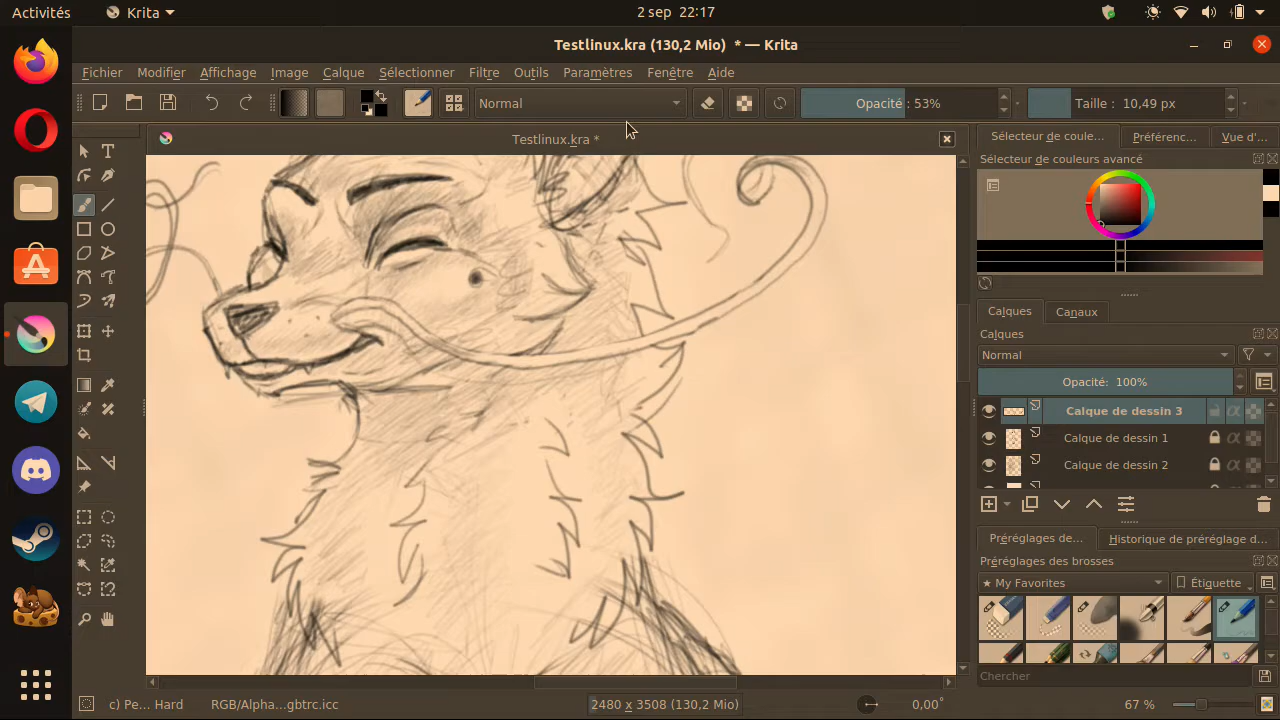 Activités
Krita
2 sep 22:17
Testlinux.kra (130,2 Mio) * — Krita
Fichier Modifier Affichage Image Calque Sélectionner Filtre Outils Paramètres Fenêtre Aide
Normal
Opacité : 53%
Taille : 10,49 px
Testlinux.kra *
Sélecteur de coule...
Préférenc...
Vue d'...
Sélecteur de couleurs avancé
Calques
Canaux
Calques
Normal
Opacité: 100%
Calque de dessin 3
Calque de dessin 1
Calque de dessin 2
Préréglages de...
Historique de préréglage d...
Préréglages des brosses
★ My Favorites
Étiquette
Chercher
c) Pe... Hard
RGB/Alpha...gbtrc.icc
2480 x 3508 (130,2 Mio)
0,00°
67 %